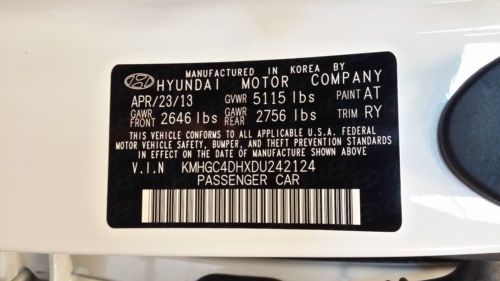 MANUFACTURED IN KOREA BY
HYUNDAI MOTOR COMPANY
APR/23/13 GVWR 5115 lbs PAINT AT
GAWR FRONT 2646 lbs GAWR REAR 2756 lbs TRIM RY
THIS VEHICLE CONFORMS TO ALL APPLICABLE U.S.A. FEDERAL
MOTOR VEHICLE SAFETY, BUMPER, AND THEFT PREVENTION STANDARDS
IN EFFECT ON THE DATE OF MANUFACTURE SHOWN ABOVE
V.I.N KMHGC4DHXDU242124
PASSENGER CAR